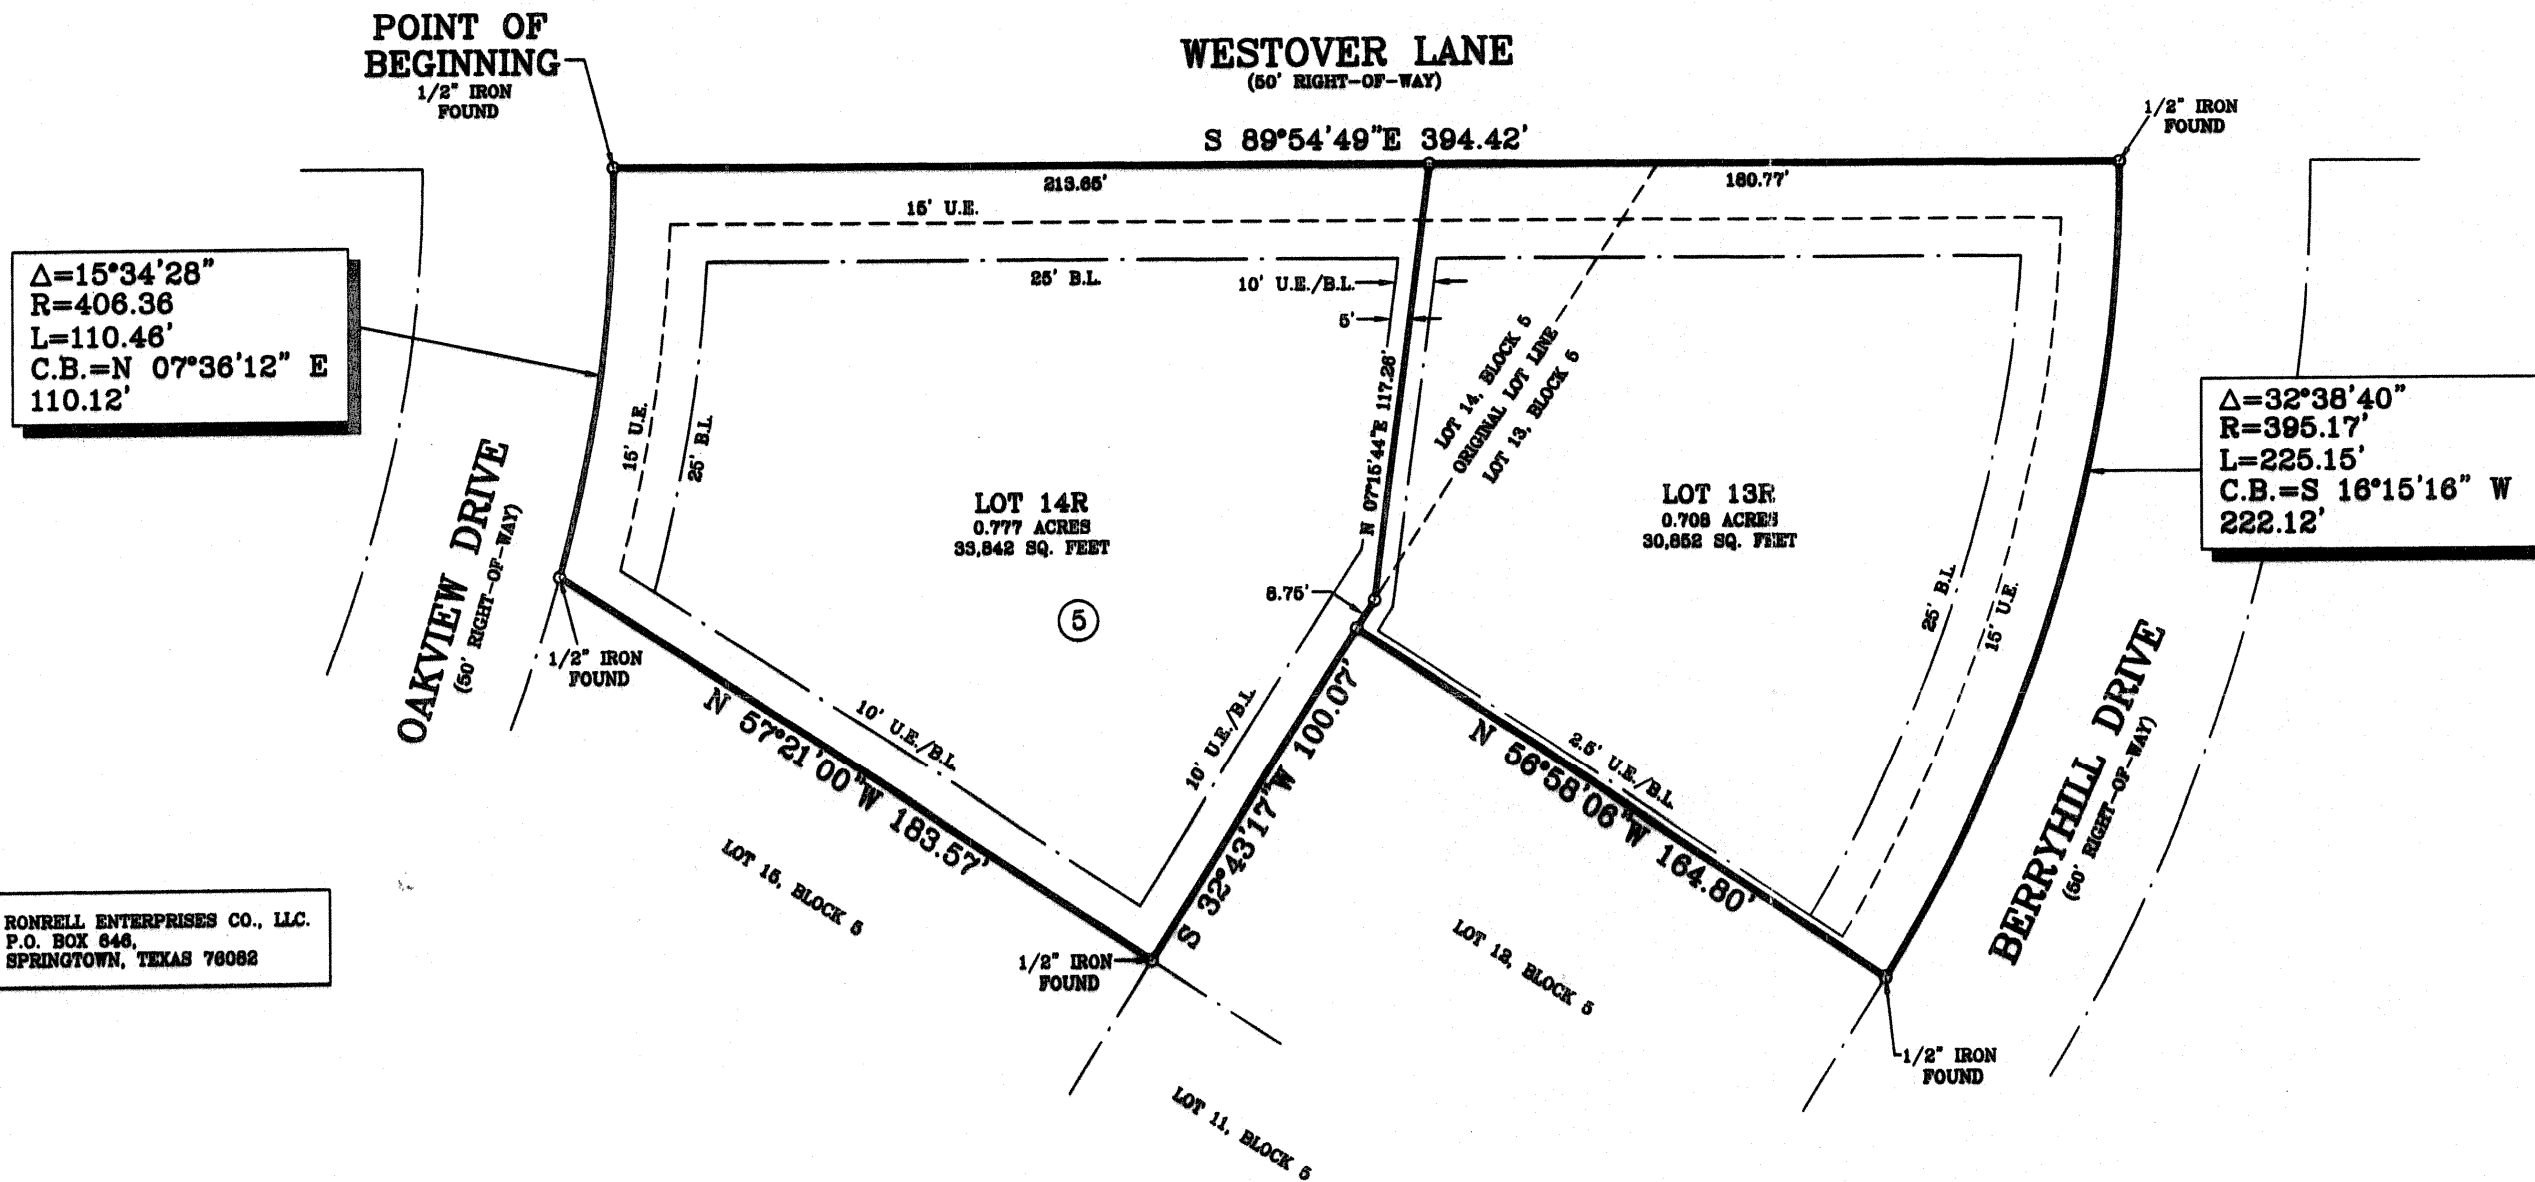 POINT OF
BEGINNING
1/2" IRON
FOUND
WESTOVER LANE
(50' RIGHT-OF-WAY)
1/2" IRON
FOUND
S 89°54'49"E 394.42'
213.65'
180.77'
15' U.E.
25' B.L.
10' U.E./B.L.
5'
Δ=15°34'28"
R=406.36
L=110.46'
C.B.=N 07°36'12" E
110.12'
15' U.E.
25' B.L.
N 07°15'44"E 117.26'
LOT 14, BLOCK 5
ORIGINAL LOT LINE
LOT 13, BLOCK 5
Δ=32°38'40"
R=395.17'
L=225.15'
C.B.=S 16°15'16" W
222.12'
OAKVIEW DRIVE
(50' RIGHT-OF-WAY)
LOT 14R
0.777 ACRES
33,842 SQ. FEET
LOT 13R
0.708 ACRES
30,852 SQ. FEET
5
8.75'
25' B.L.
15' U.E.
1/2" IRON
FOUND
N 57°21'00"W 183.57'
10' U.E./B.L.
10' U.E./B.L.
S 32°43'17"W 100.07'
N 56°58'06"W 164.80'
2.5' U.E./B.L.
BERRYHILL DRIVE
(50' RIGHT-OF-WAY)
LOT 15, BLOCK 5
LOT 12, BLOCK 5
RONRELL ENTERPRISES CO., LLC.
P.O. BOX 646,
SPRINGTOWN, TEXAS 76082
1/2" IRON
FOUND
1/2" IRON
FOUND
LOT 11, BLOCK 5